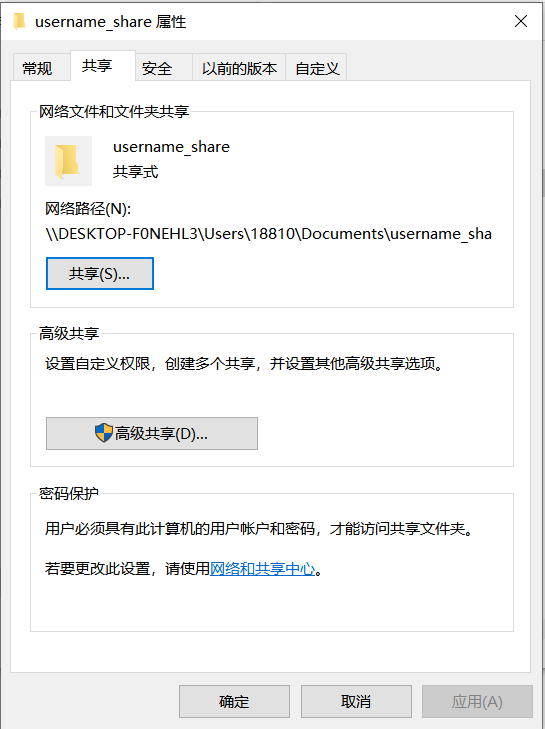 username_share 属性
常规
共享
安全
以前的版本
自定义
网络文件和文件夹共享
username_share
共享式
网络路径(N):
\\DESKTOP-F0NEHL3\Users\18810\Documents\username_sha
共享(S)...
高级共享
设置自定义权限，创建多个共享，并设置其他高级共享选项。
高级共享(D)...
密码保护
用户必须具有此计算机的用户帐户和密码，才能访问共享文件夹。
若要更改此设置，请使用网络和共享中心。
确定
取消
应用(A)